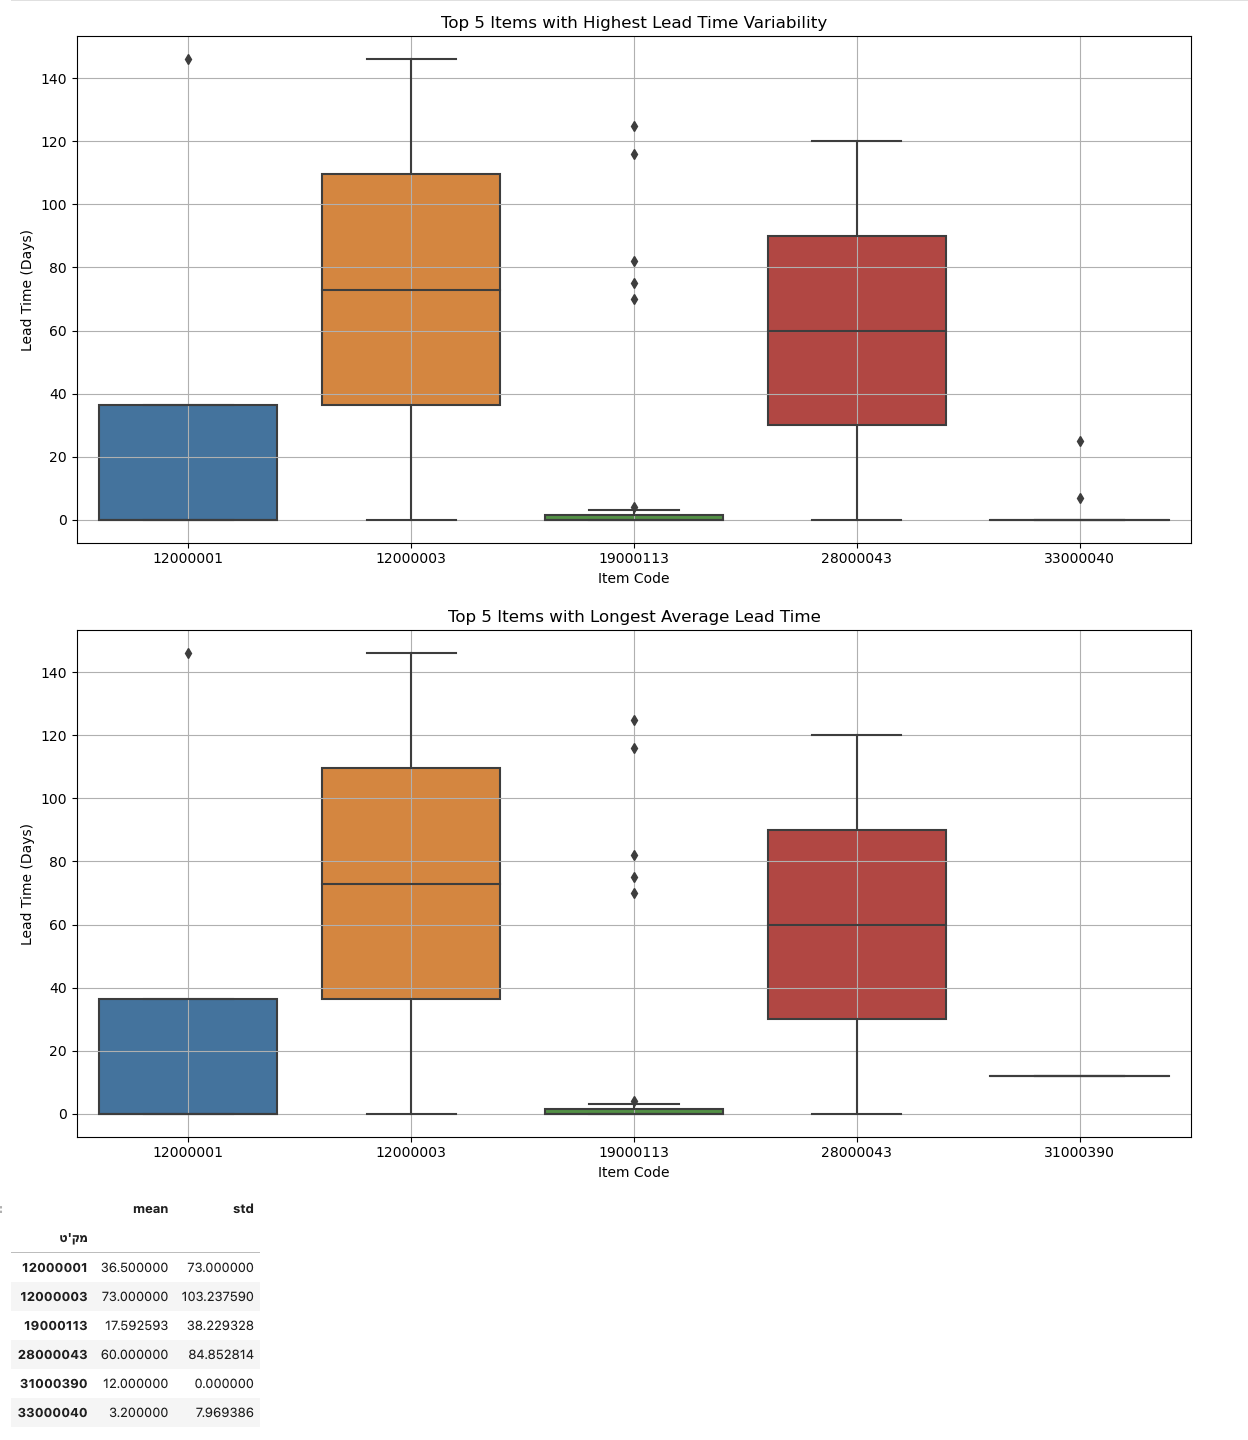 Top 5 Items with Highest Lead Time Variability
140
120
100
80
60
40
20
0
Lead Time (Days)
12000001 12000003 19000113 28000043 33000040
Item Code
Top 5 Items with Longest Average Lead Time
140
120
100
80
60
40
20
0
Lead Time (Days)
12000001 12000003 19000113 28000043 31000390
Item Code
mean std
מק'ט
12000001 36.500000 73.000000
12000003 73.000000 103.237590
19000113 17.592593 38.229328
28000043 60.000000 84.852814
31000390 12.000000 0.000000
33000040 3.200000 7.969386